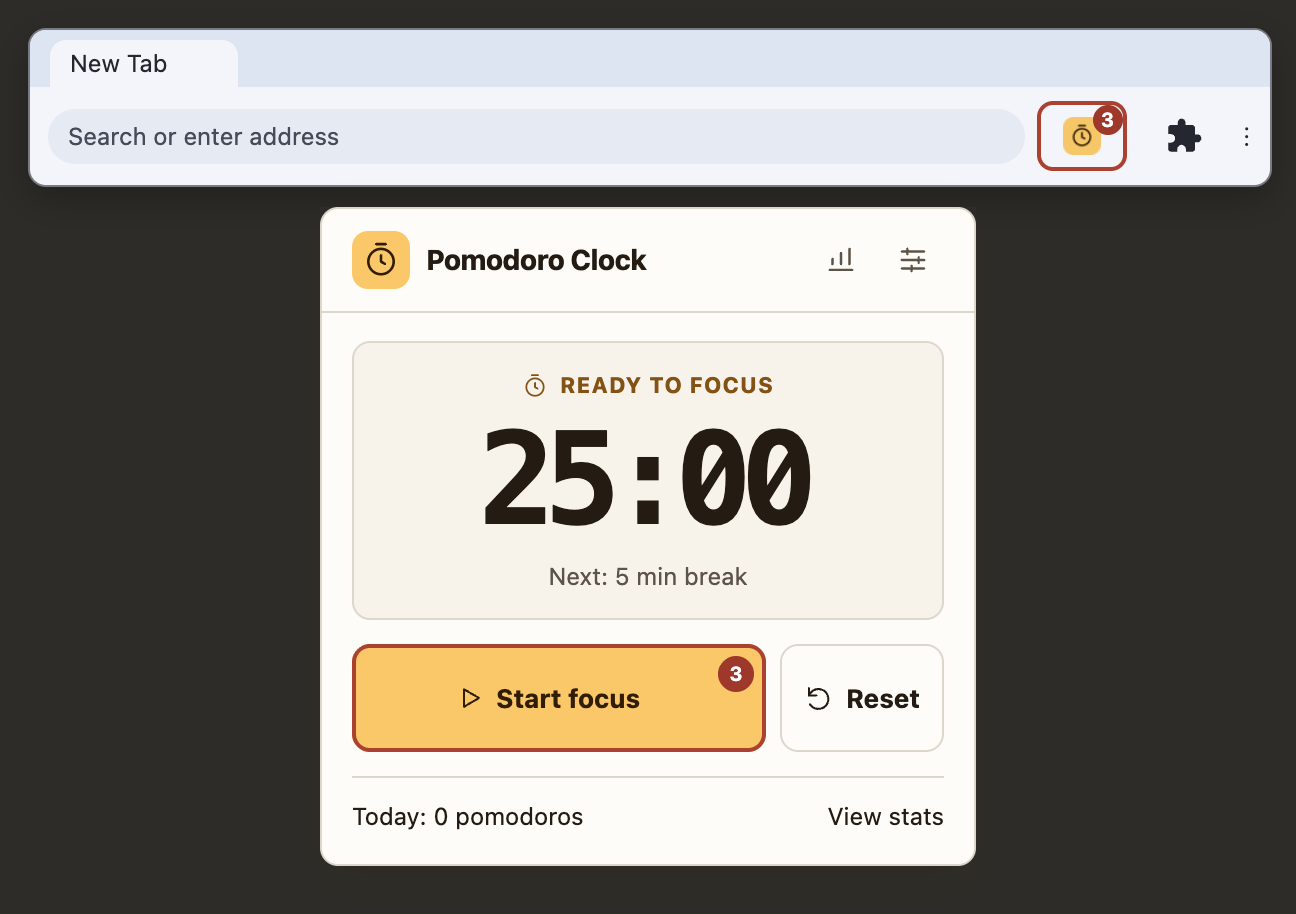 New Tab
Search or enter address
3
Pomodoro Clock
READY TO FOCUS
25:00
Next: 5 min break
Start focus
3
Reset
Today: 0 pomodoros
View stats